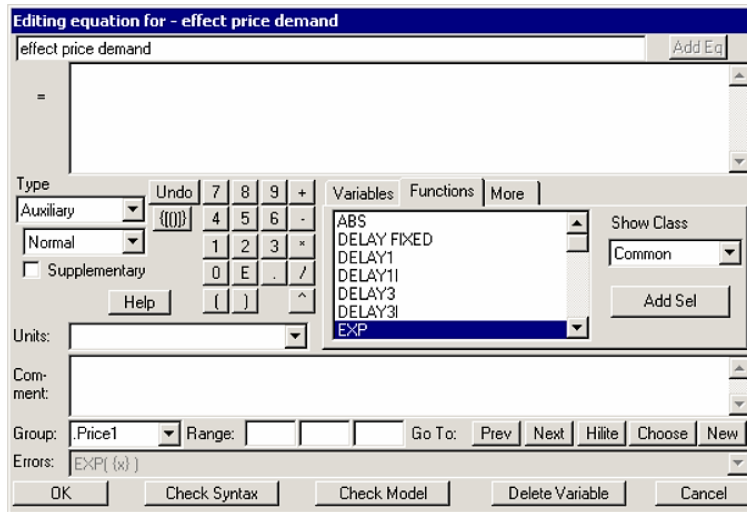 Editing equation for - effect price demand
effect price demand Add Eq
=
Type Undo 7 8 9 + Variables Functions More
Auxiliary {[()]} 4 5 6 - ABS Show Class
Normal 1 2 3 * DELAY FIXED Common
Supplementary 0 E . / DELAY1
Help ( ) ^ DELAY1I Add Sel
DELAY3
DELAY3I
Units: EXP
Com-
ment:
Group: .Price1 Range: Go To: Prev Next Hilite Choose New
Errors: EXP( {x} )
OK Check Syntax Check Model Delete Variable Cancel